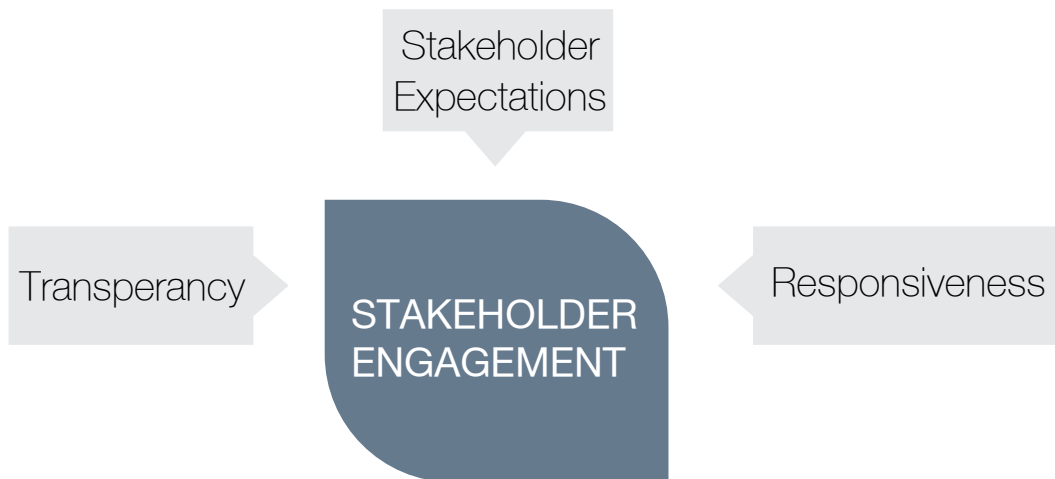 Stakeholder
Expectations
Transperancy
STAKEHOLDER
ENGAGEMENT
Responsiveness